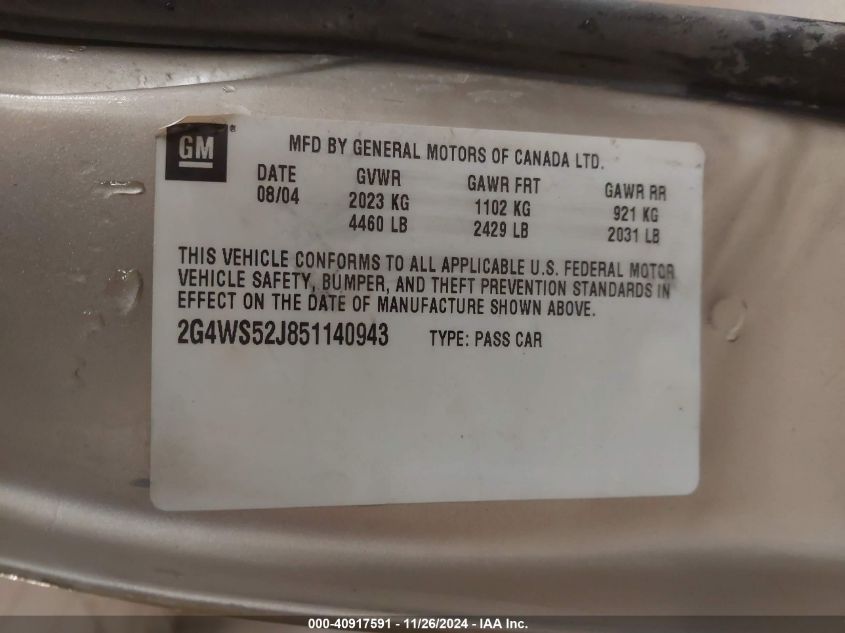 GM
MFD BY GENERAL MOTORS OF CANADA LTD.
DATE GVWR GAWR FRT GAWR RR
08/04 2023 KG 1102 KG 921 KG
4460 LB 2429 LB 2031 LB
THIS VEHICLE CONFORMS TO ALL APPLICABLE U.S. FEDERAL MOTOR
VEHICLE SAFETY, BUMPER, AND THEFT PREVENTION STANDARDS IN
EFFECT ON THE DATE OF MANUFACTURE SHOWN ABOVE.
2G4WS52J851140943 TYPE: PASS CAR
000-40917591 - 11/26/2024 - IAA Inc.